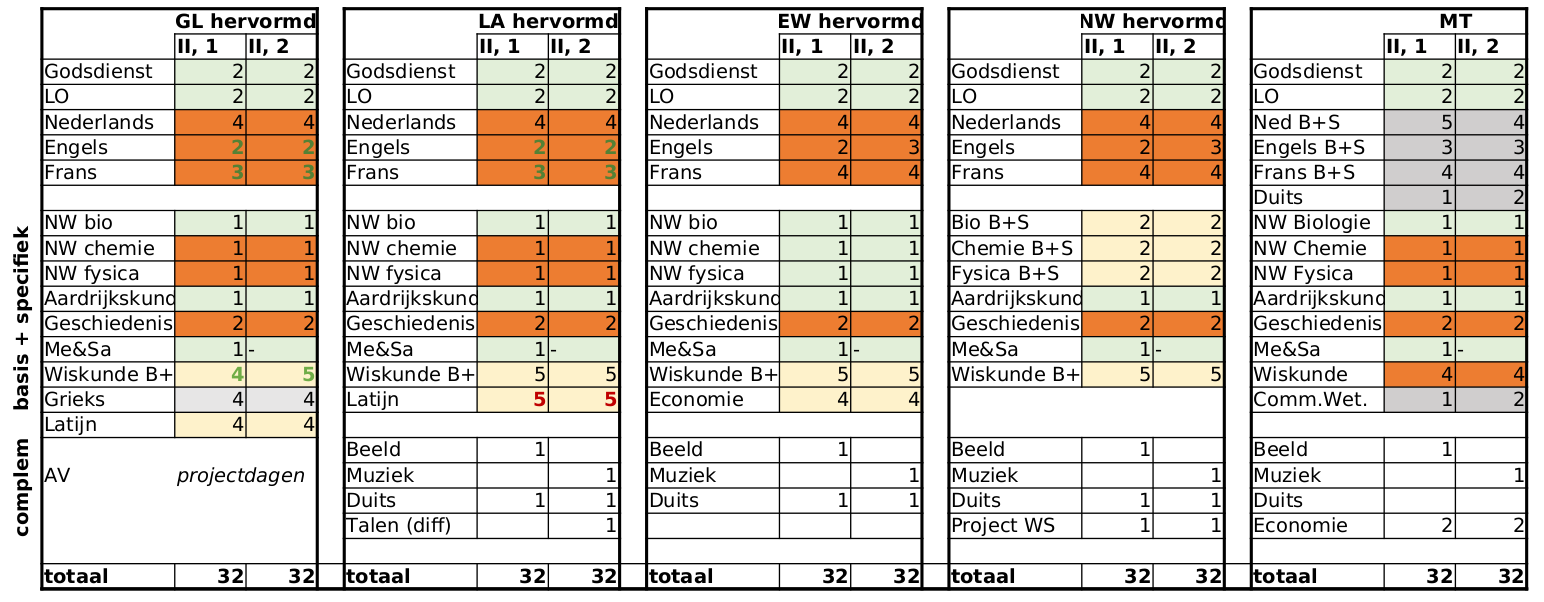 GL hervormd LA hervormd EW hervormd NW hervormd MT
II, 1 II, 2 II, 1 II, 2 II, 1 II, 2 II, 1 II, 2 II, 1 II, 2
Godsdienst 2 2 Godsdienst 2 2 Godsdienst 2 2 Godsdienst 2 2 Godsdienst 2 2
LO 2 2 LO 2 2 LO 2 2 LO 2 2 LO 2 2
Nederlands 4 4 Nederlands 4 4 Nederlands 4 4 Nederlands 4 4 Ned B+S 5 4
Engels 2 2 Engels 2 2 Engels 2 3 Engels 2 3 Engels B+S 3 3
Frans 3 3 Frans 3 3 Frans 4 4 Frans 4 4 Frans B+S 4 4
Duits 1 2
NW bio 1 1 NW bio 1 1 NW bio 1 1 Bio B+S 2 2 NW Biologie 1 1
NW chemie 1 1 NW chemie 1 1 NW chemie 1 1 Chemie B+S 2 2 NW Chemie 1 1
NW fysica 1 1 NW fysica 1 1 NW fysica 1 1 Fysica B+S 2 2 NW Fysica 1 1
Aardrijkskund 1 1 Aardrijkskund 1 1 Aardrijkskund 1 1 Aardrijkskund 1 1 Aardrijkskund 1 1
Geschiedenis 2 2 Geschiedenis 2 2 Geschiedenis 2 2 Geschiedenis 2 2 Geschiedenis 2 2
Me&Sa 1 - Me&Sa 1 - Me&Sa 1 - Me&Sa 1 - Me&Sa 1 -
Wiskunde B+ 4 5 Wiskunde B+ 5 5 Wiskunde B+ 5 5 Wiskunde B+ 5 5 Wiskunde 4 4
Grieks 4 4 Latijn 5 5 Economie 4 4 Comm.Wet. 1 2
Latijn 4 4
basis + specifiek
Beeld 1 Beeld 1 Beeld 1 Beeld 1
AV projectdagen Muziek 1 Muziek 1 Muziek 1 Muziek 1
Duits 1 1 Duits 1 1 Duits 1 1 Duits
Talen (diff) 1 Project WS 1 1 Economie 2 2
complem
totaal 32 32 totaal 32 32 totaal 32 32 totaal 32 32 totaal 32 32